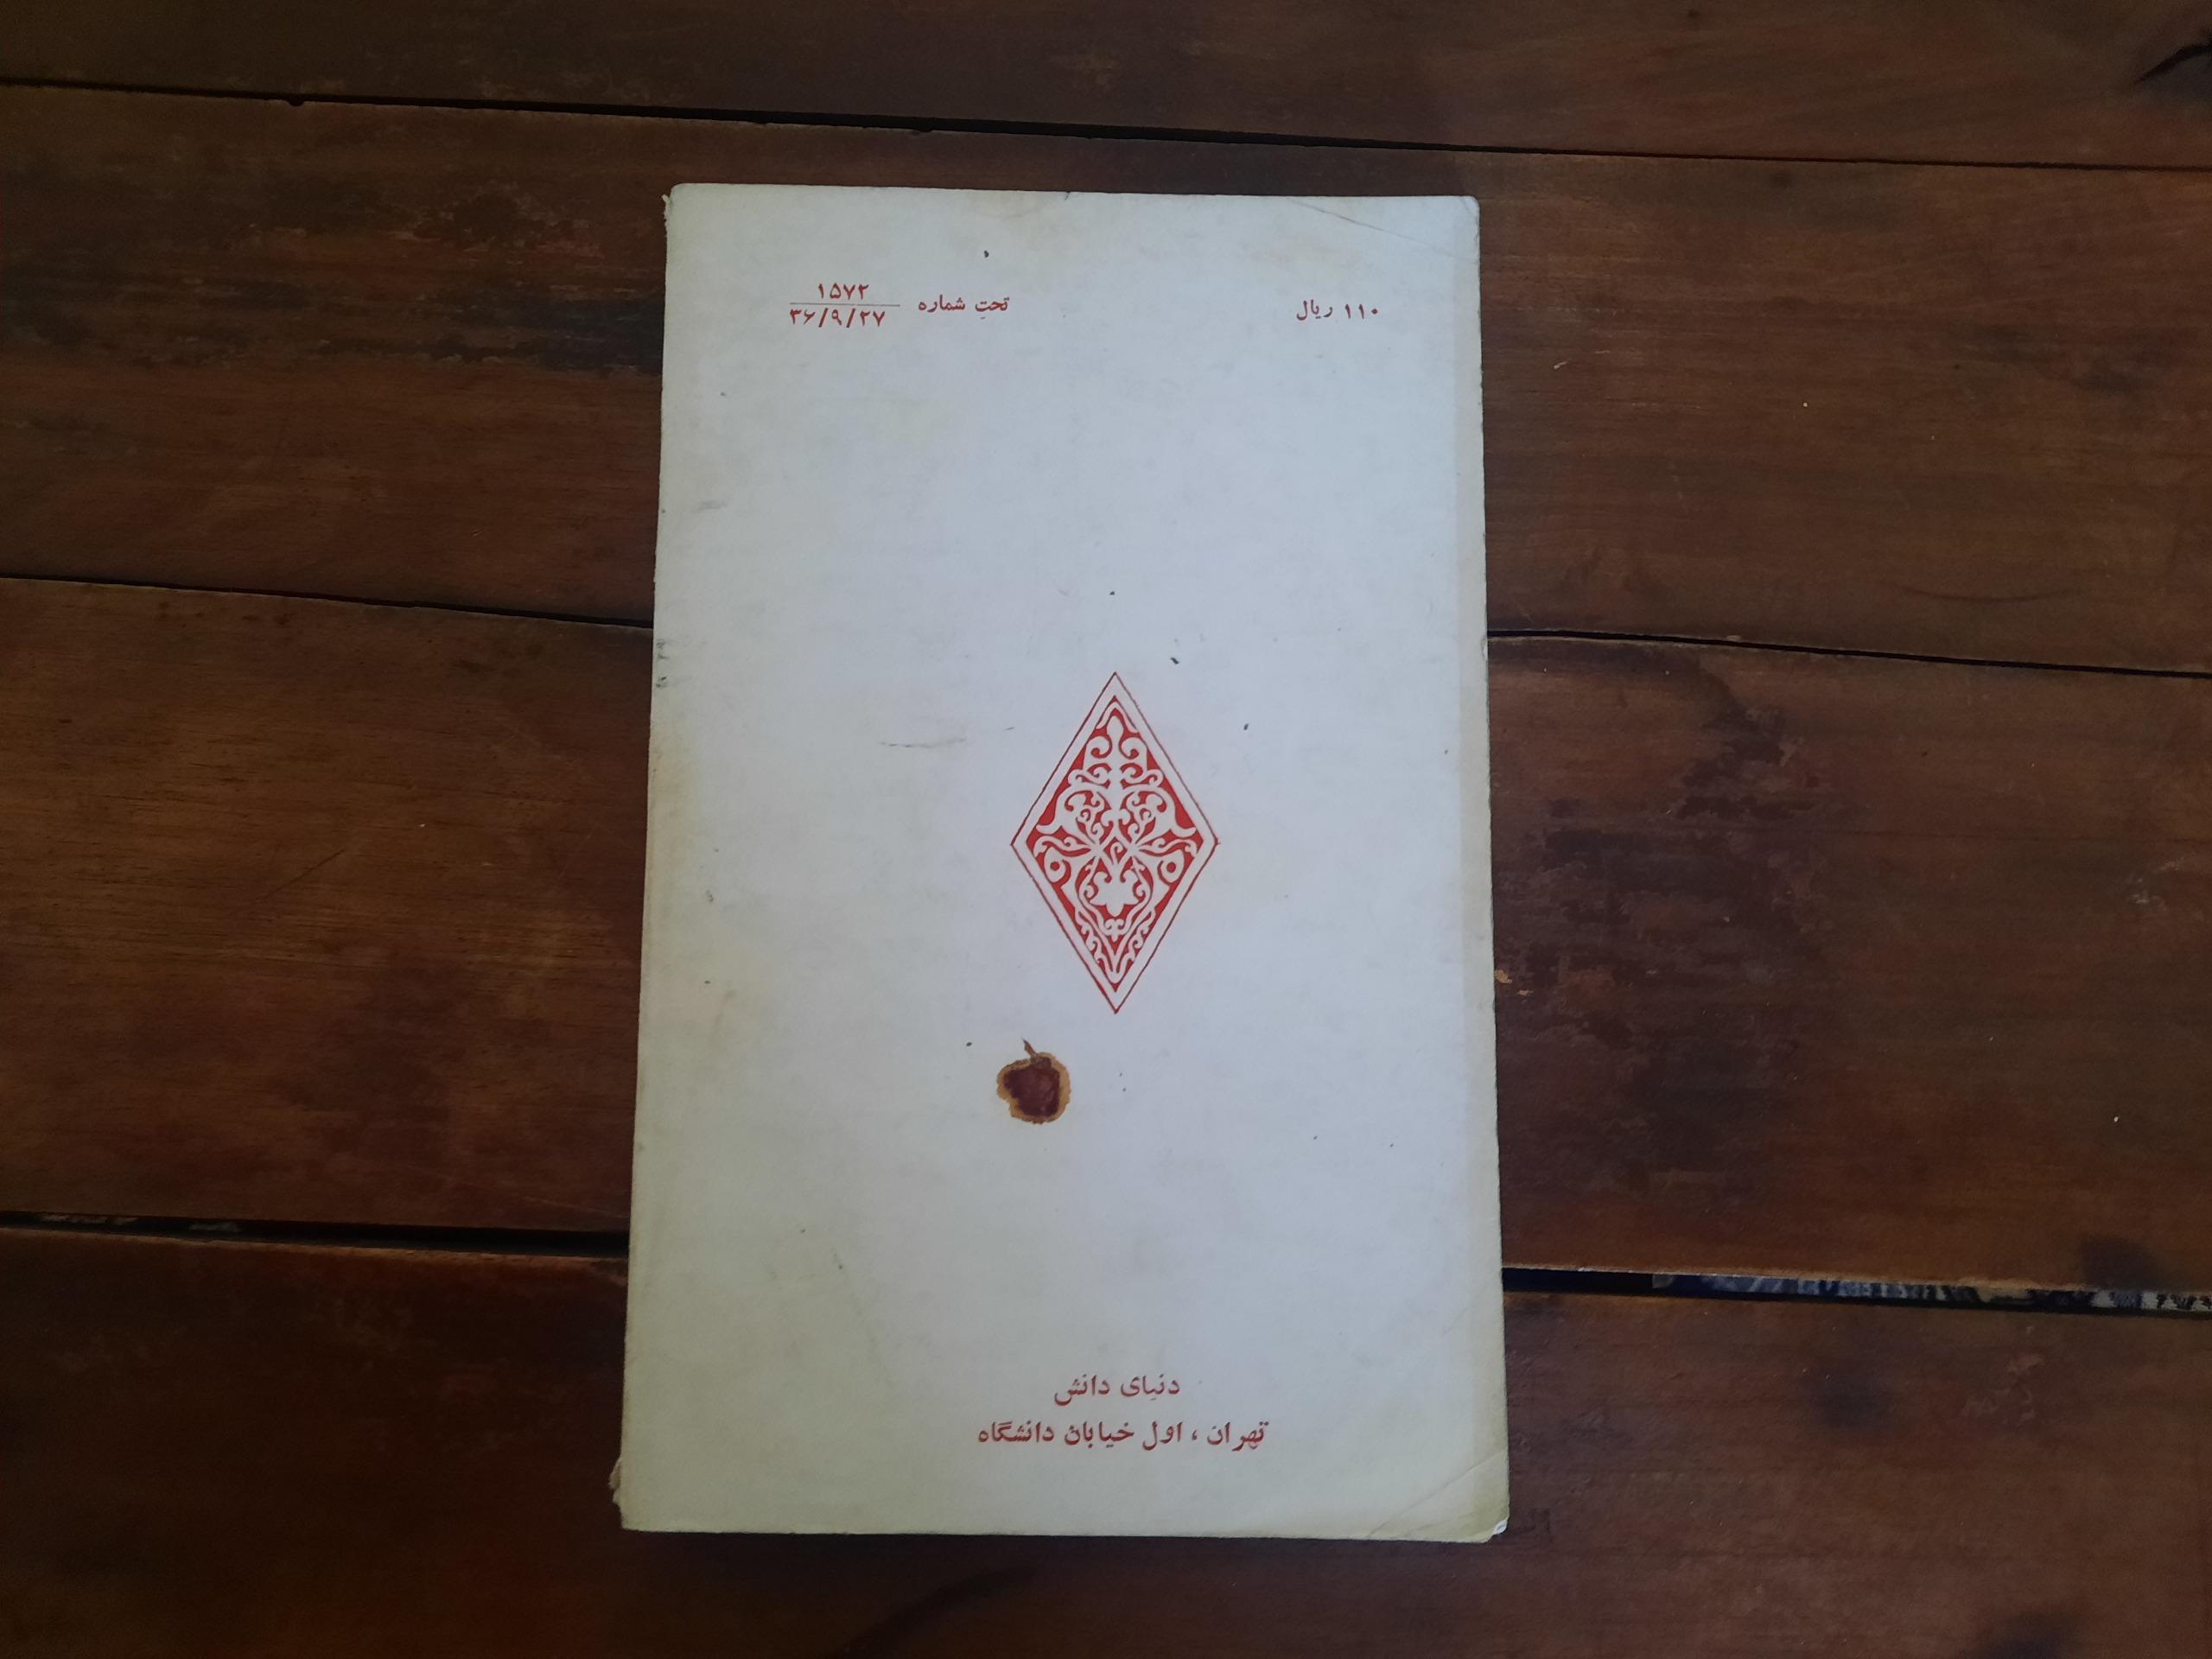 ۱۱۰ ریال
تحت شماره ۱۵۷۲
۳۶/۹/۲۷
دنیای دانش
تهران ، اول خیابان دانشگاه